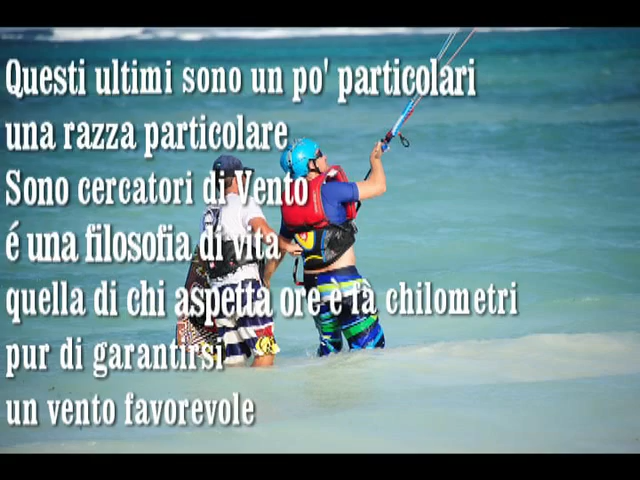 Questi ultimi sono un po' particolari
una razza particolare
Sono cercatori di Vento
é una filosofia di vita
quella di chi aspetta ore e fà chilometri
pur di garantirsi
un vento favorevole